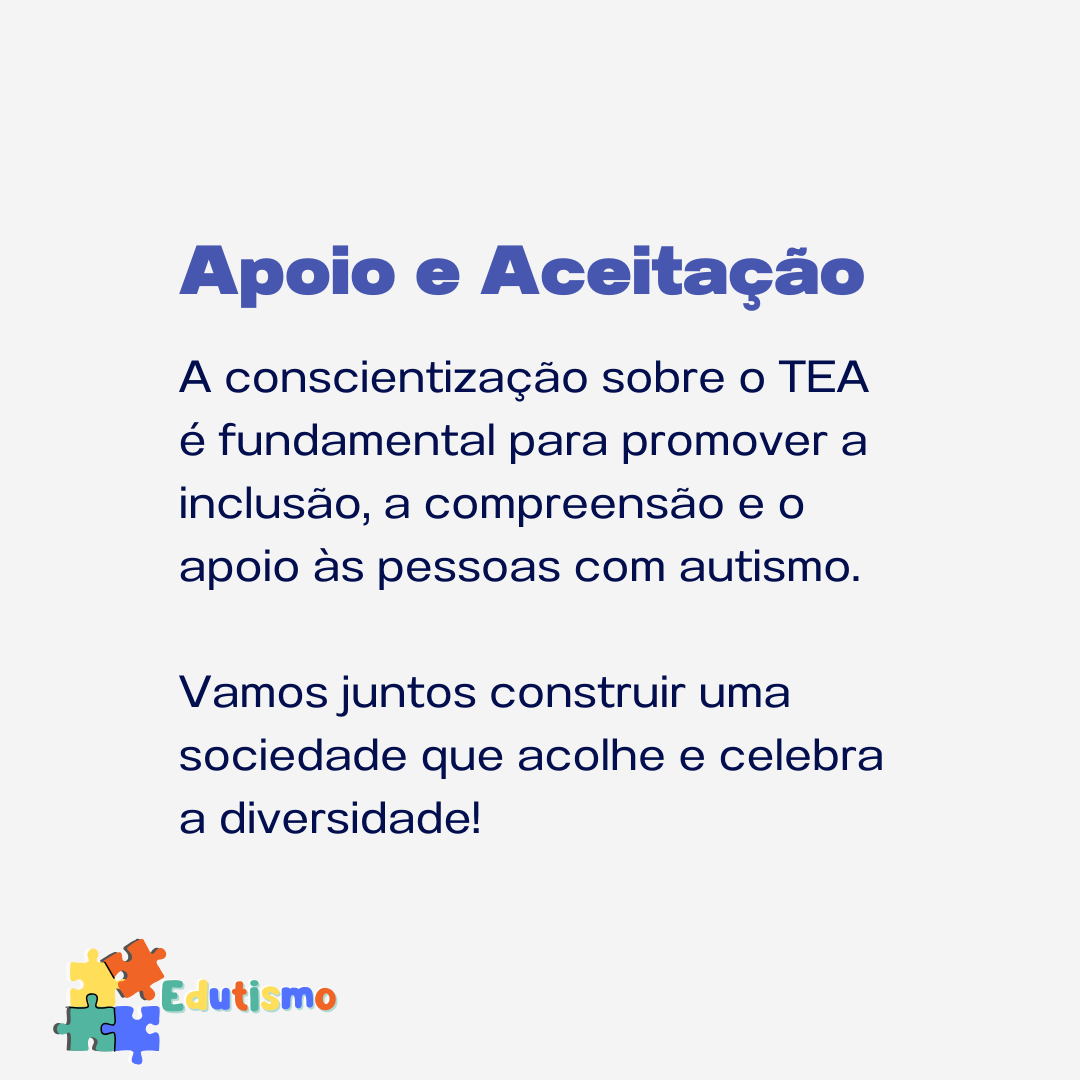 Apoio e Aceitação
A conscientização sobre o TEA
é fundamental para promover a
inclusão, a compreensão e o
apoio às pessoas com autismo.
Vamos juntos construir uma
sociedade que acolhe e celebra
a diversidade!
Edutismo